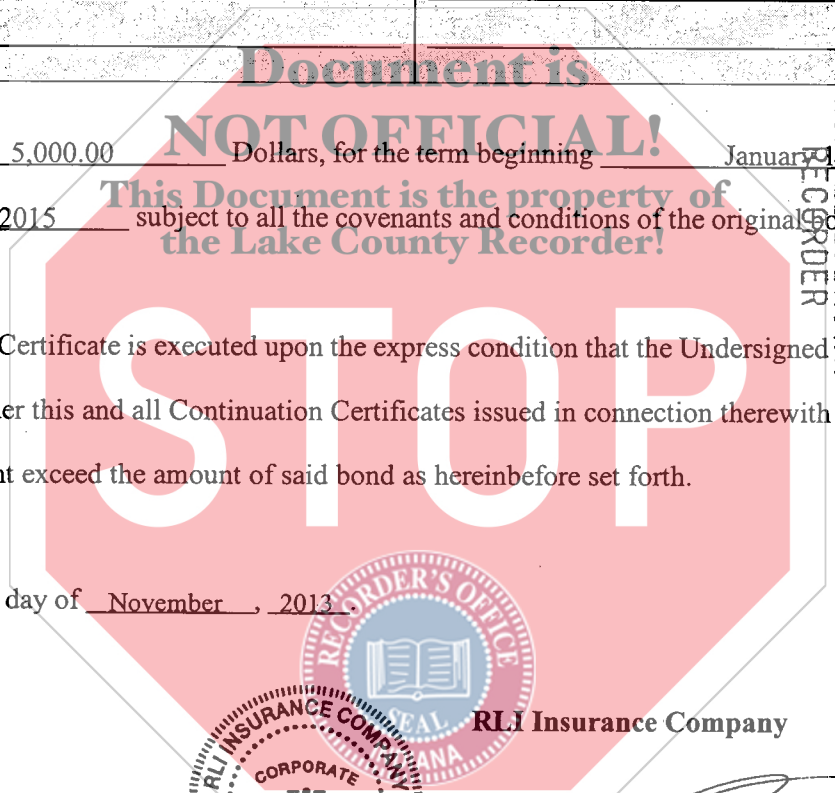 Document is
NOT OFFICIAL!
5,000.00 Dollars, for the term beginning January 1
This Document is the property of
2015 subject to all the covenants and conditions of the original
the Lake County Recorder!
RECORDER
STOP
Certificate is executed upon the express condition that the Undersigned
er this and all Continuation Certificates issued in connection therewith
exceed the amount of said bond as hereinbefore set forth.
day of November , 2013 .
RECORDER'S OFFICE
SEAL
INDIANA
RLI Insurance Company
RLI INSURANCE COMPANY
CORPORATE